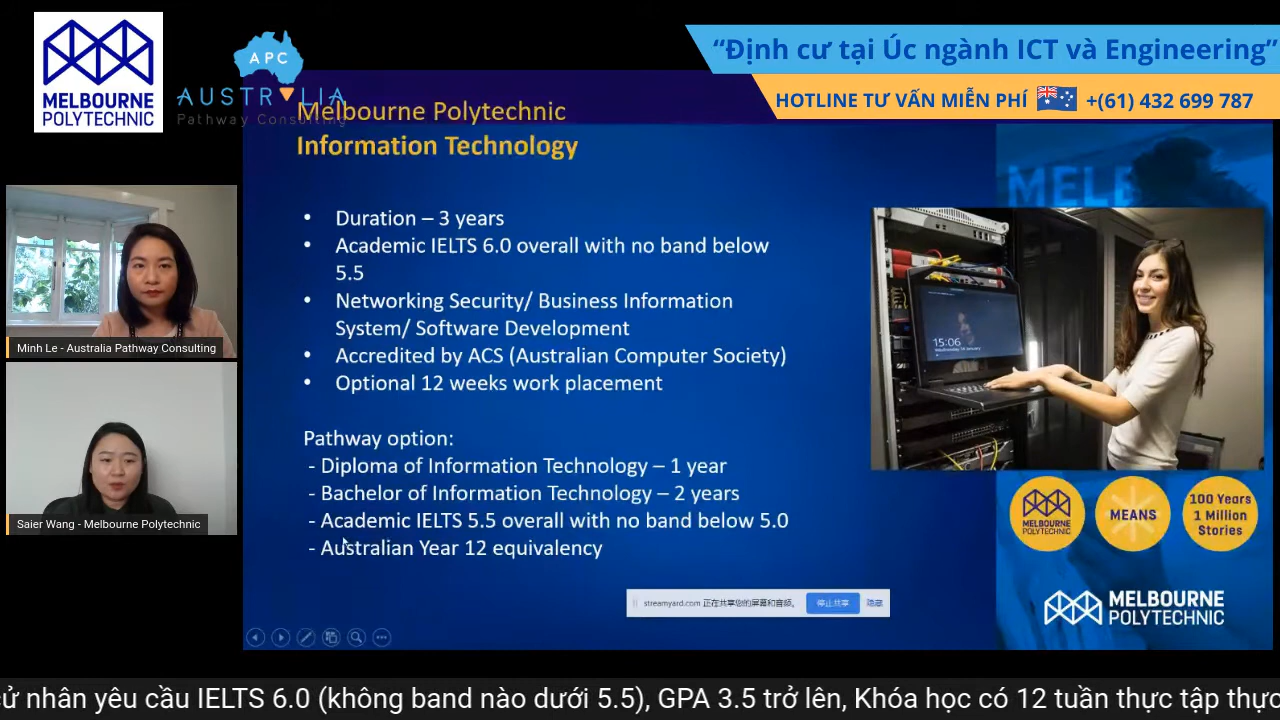 MELBOURNE
POLYTECHNIC
APC
AUSTRALIA
Pathway Consulting
“Định cư tại Úc ngành ICT và Engineering”
HOTLINE TƯ VẤN MIỄN PHÍ +(61) 432 699 787
Melbourne Polytechnic
Information Technology
• Duration – 3 years
• Academic IELTS 6.0 overall with no band below
5.5
• Networking Security/ Business Information
System/ Software Development
• Accredited by ACS (Australian Computer Society)
• Optional 12 weeks work placement
Pathway option:
- Diploma of Information Technology – 1 year
- Bachelor of Information Technology – 2 years
- Academic IELTS 5.5 overall with no band below 5.0
- Australian Year 12 equivalency
MELB
15:06
Minh Le - Australia Pathway Consulting
Saier Wang - Melbourne Polytechnic
MELBOURNE
POLYTECHNIC
MEANS
100 Years
1 Million
Stories
streamyard.com 正在共享您的屏幕和音频。 停止共享 隐藏
MELBOURNE
POLYTECHNIC
ử nhân yêu cầu IELTS 6.0 (không band nào dưới 5.5), GPA 3.5 trở lên, Khóa học có 12 tuần thực tập thực